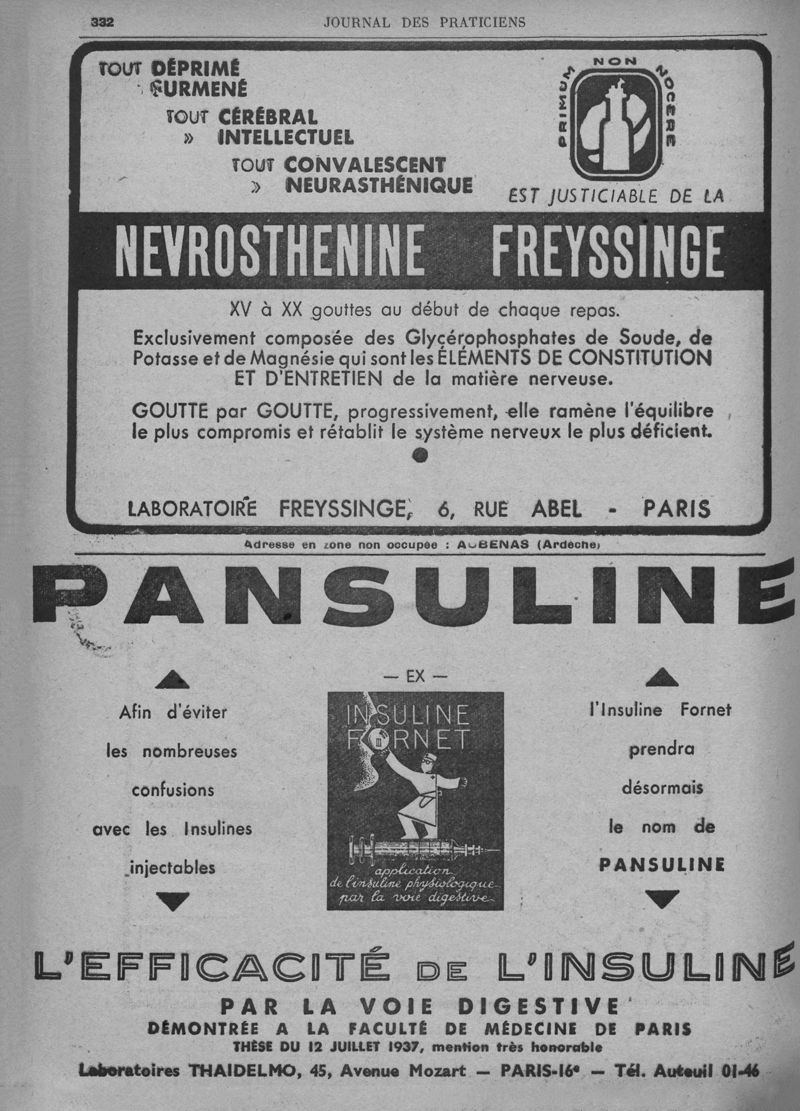 332
JOURNAL DES PRATICIENS
TOUT DÉPRIMÉ
» SURMENÉ
TOUT CÉRÉBRAL
» INTELLECTUEL
TOUT CONVALESCENT
» NEURASTHÉNIQUE
PRIMUM NON NOCERE
EST JUSTICIABLE DE LA
NEVROSTHENINE FREYSSINGE
XV à XX gouttes au début de chaque repas.
Exclusivement composée des Glycérophosphates de Soude, de
Potasse et de Magnésie qui sont les ÉLÉMENTS DE CONSTITUTION
ET D'ENTRETIEN de la matière nerveuse.
GOUTTE par GOUTTE, progressivement, elle ramène l'équilibre
le plus compromis et rétablit le système nerveux le plus déficient.
LABORATOIRE FREYSSINGE, 6, RUE ABEL - PARIS
Adresse en zone non occupée : AUBENAS (Ardèche)
PANSULINE
Afin d'éviter
les nombreuses
confusions
avec les Insulines
injectables
— EX —
INSULINE
FORNET
application
de l'insuline physiologique
par la voie digestive
l'Insuline Fornet
prendra
désormais
le nom de
PANSULINE
L'EFFICACITÉ DE L'INSULINE
PAR LA VOIE DIGESTIVE
DÉMONTRÉE A LA FACULTÉ DE MÉDECINE DE PARIS
THÈSE DU 12 JUILLET 1937, mention très honorable
Laboratoires THAIDELMO, 45, Avenue Mozart — PARIS-16e — Tél. Auteuil 01-46